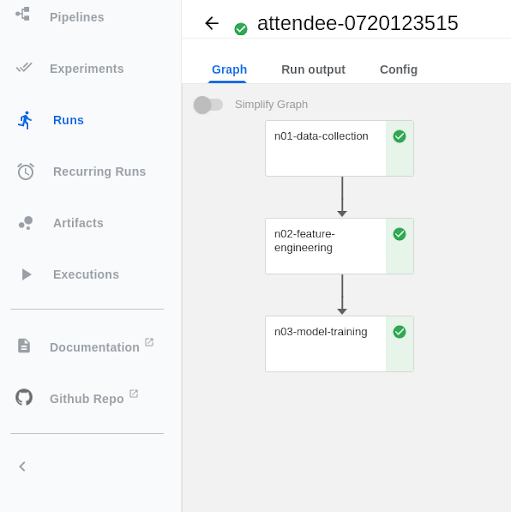 Pipelines
Experiments
Runs
Recurring Runs
Artifacts
Executions
Documentation
Github Repo
attendee-0720123515
Graph Run output Config
Simplify Graph
n01-data-collection
n02-feature-
engineering
n03-model-training